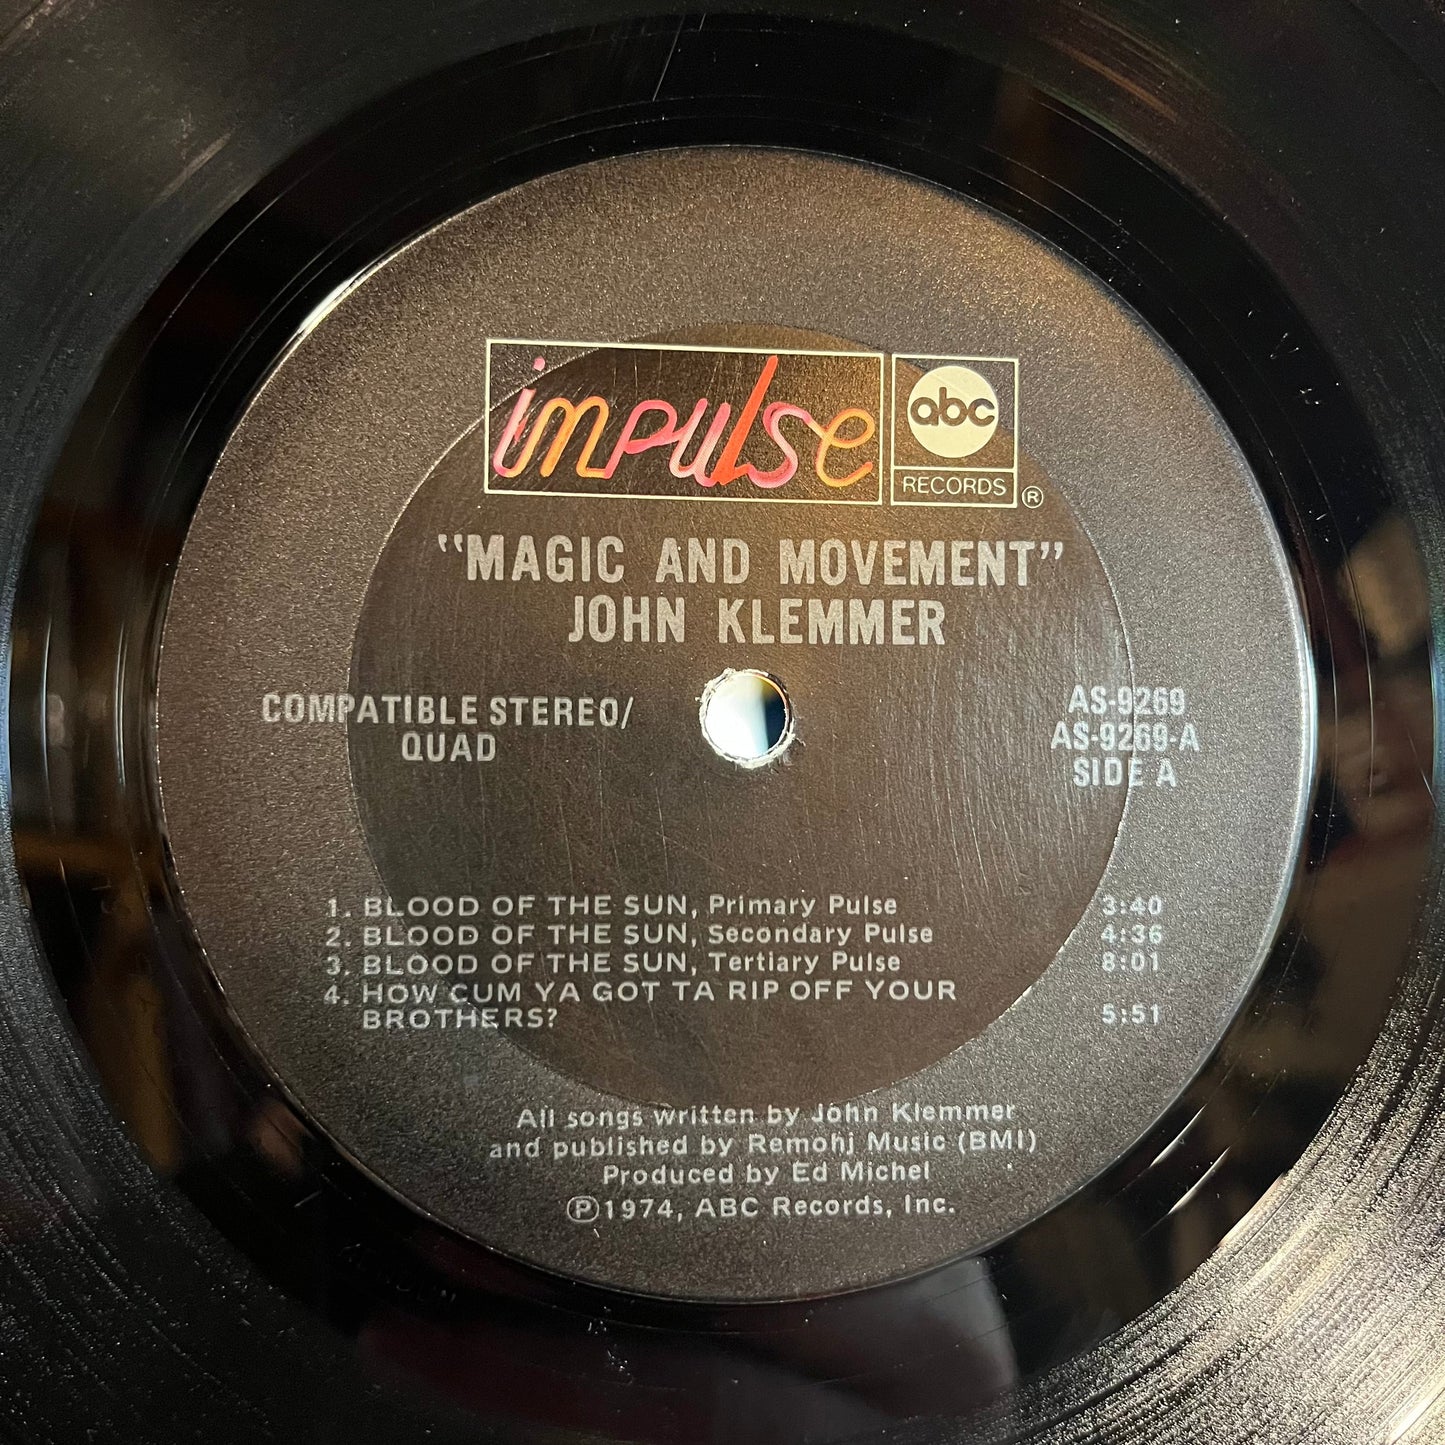 impulse
abc
RECORDS ®
"MAGIC AND MOVEMENT"
JOHN KLEMMER
COMPATIBLE STEREO/
QUAD
AS-9269
AS-9269-A
SIDE A
1. BLOOD OF THE SUN, Primary Pulse 3:40
2. BLOOD OF THE SUN, Secondary Pulse 4:36
3. BLOOD OF THE SUN, Tertiary Pulse 8:01
4. HOW CUM YA GOT TA RIP OFF YOUR
BROTHERS? 5:51
All songs written by John Klemmer
and published by Remohj Music (BMI)
Produced by Ed Michel
℗1974, ABC Records, Inc.